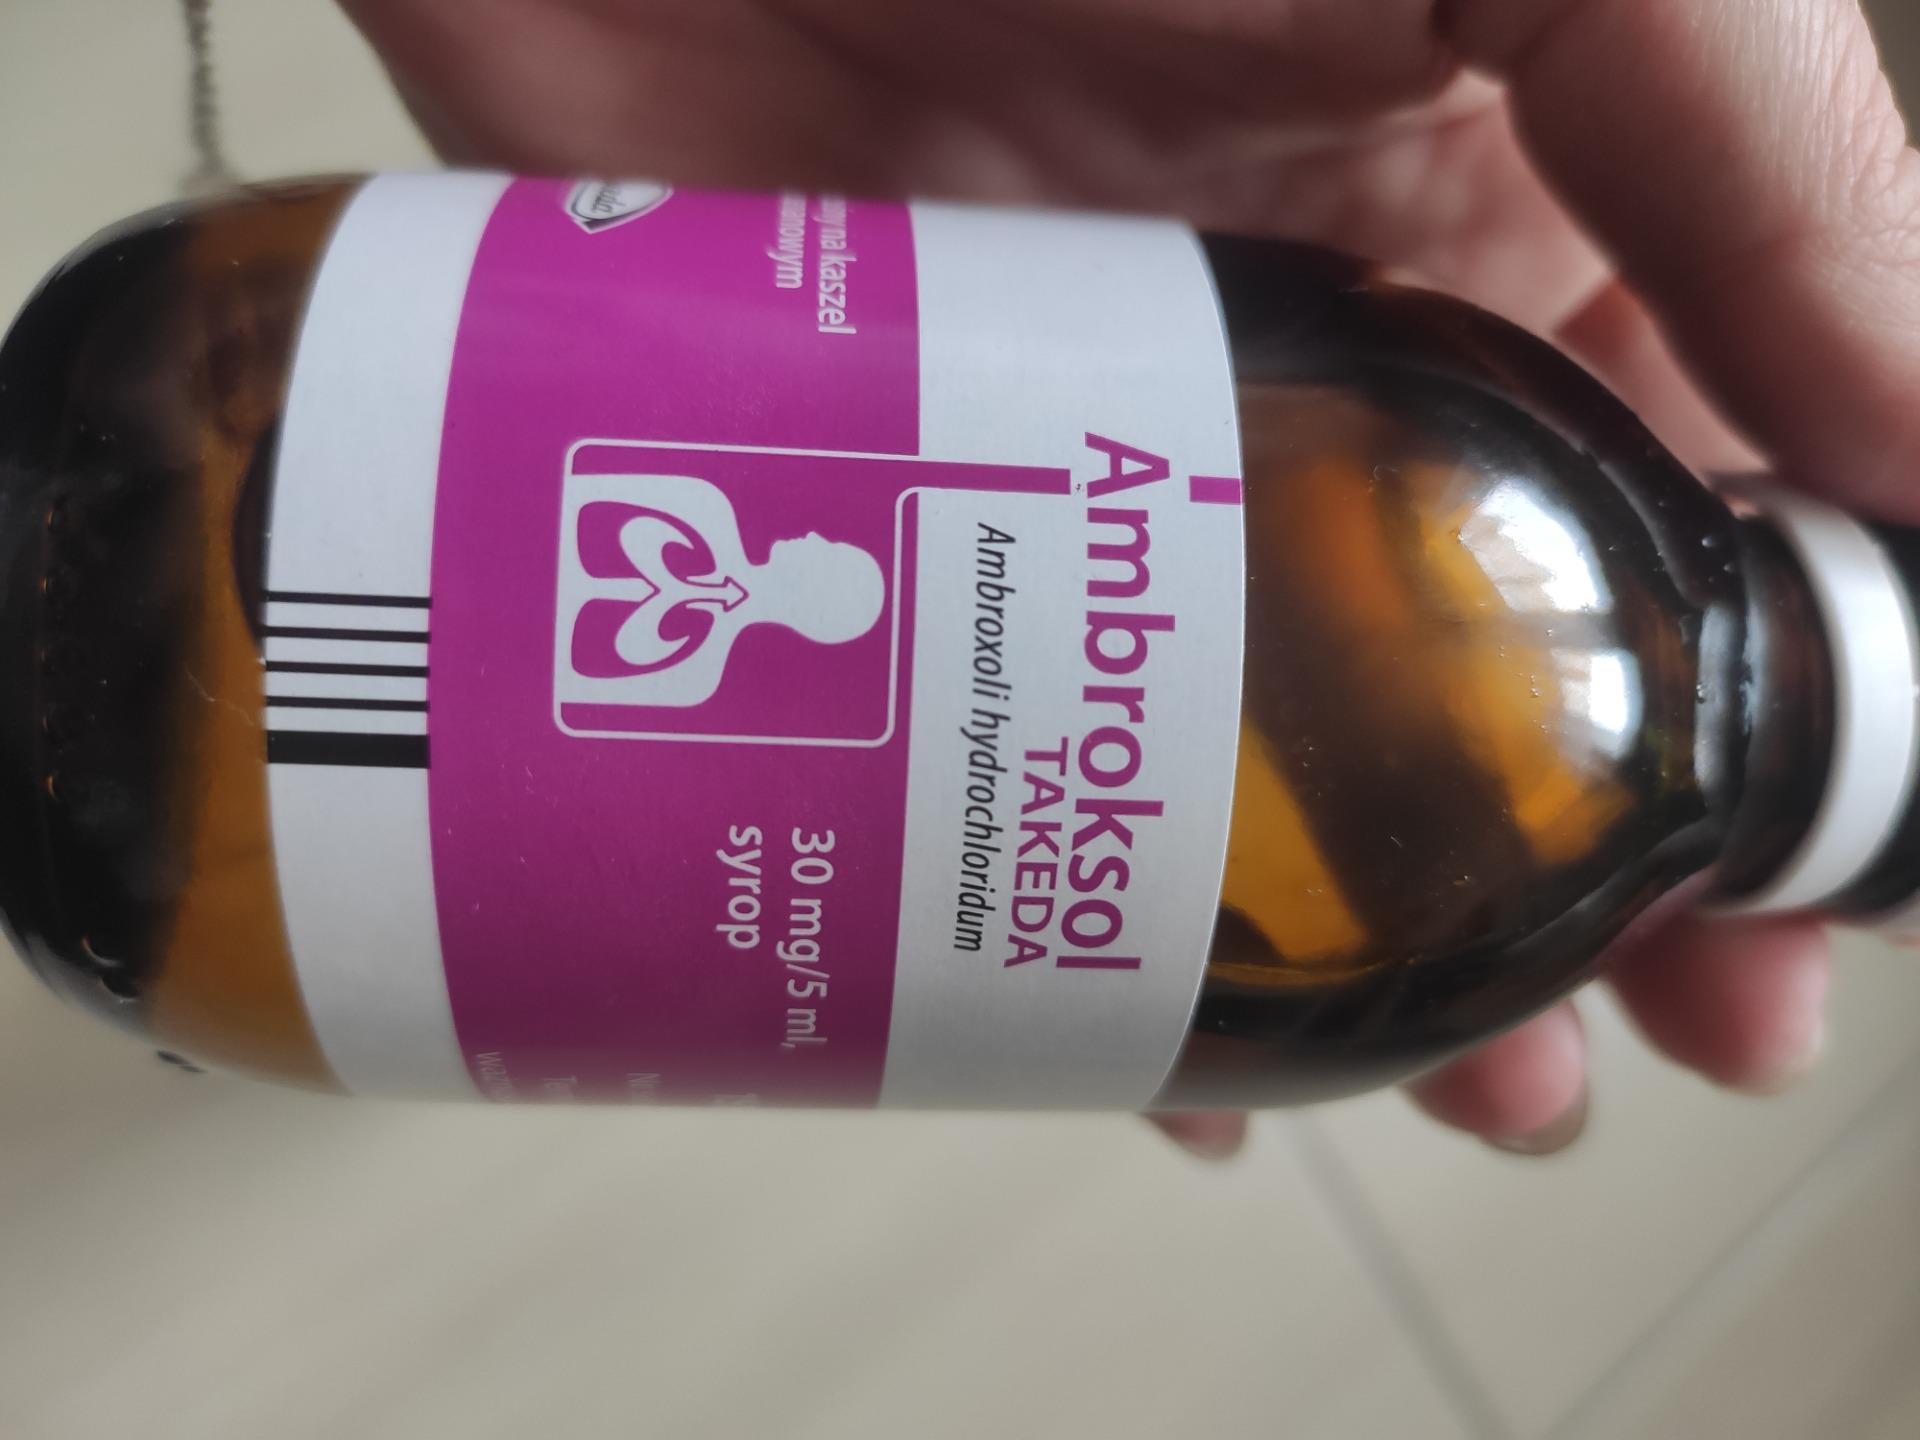 Ambroksol
TAKEDA
Ambroxoli hydrochloridum
na kaszel
30 mg/5 ml,
syrop